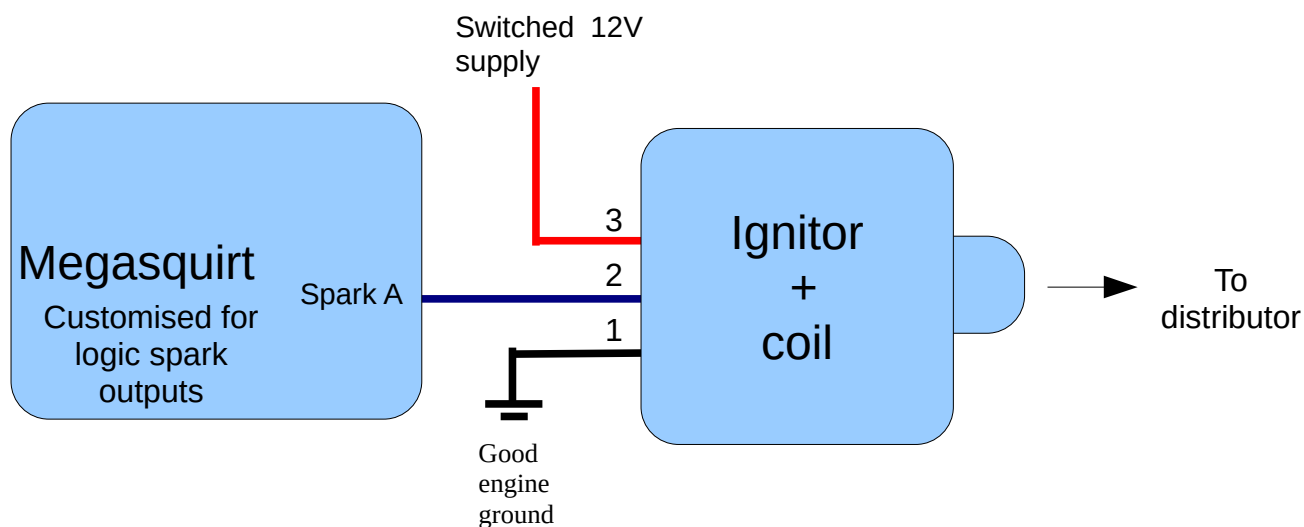 Switched 12V
supply
Megasquirt
Customised for
logic spark
outputs
Spark A
3
2
1
Good
engine
ground
Ignitor
+
coil
To
distributor